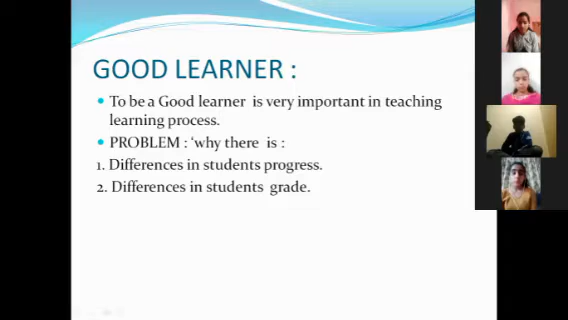 GOOD LEARNER :
To be a Good learner is very important in teaching
learning process.
PROBLEM : ‘why there is :
1. Differences in students progress.
2. Differences in students grade.